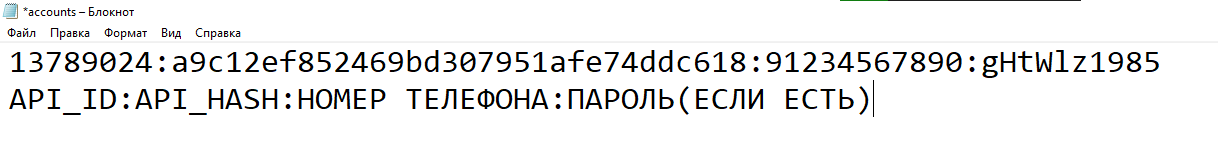 *accounts – Блокнот
Файл Правка Формат Вид Справка
13789024:a9c12ef852469bd307951afe74ddc618:91234567890:gHtWlz1985
API_ID:API_HASH:НОМЕР ТЕЛЕФОНА:ПАРОЛЬ(ЕСЛИ ЕСТЬ)